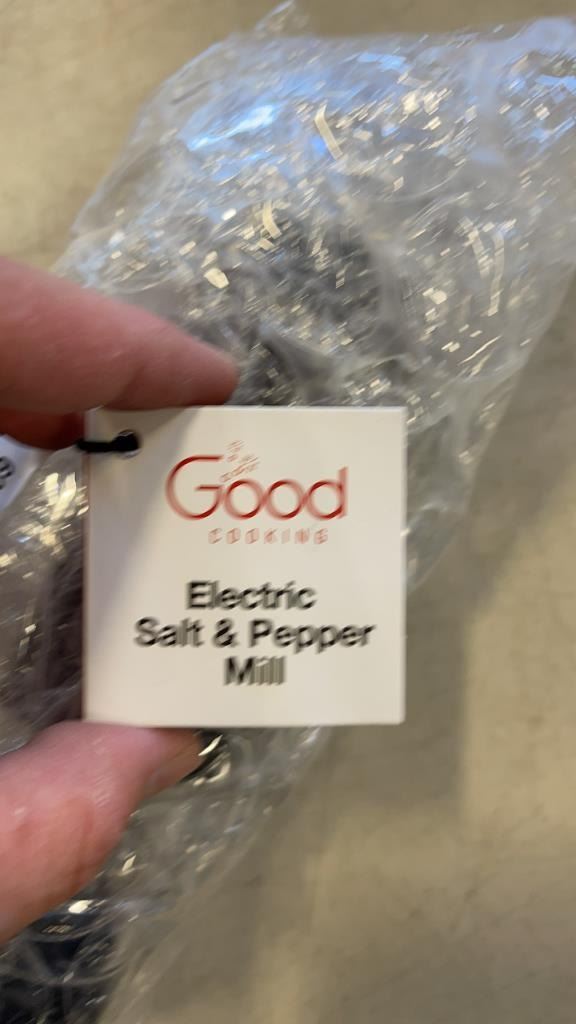 Good
COOKING
Electric
Salt & Pepper
Mill